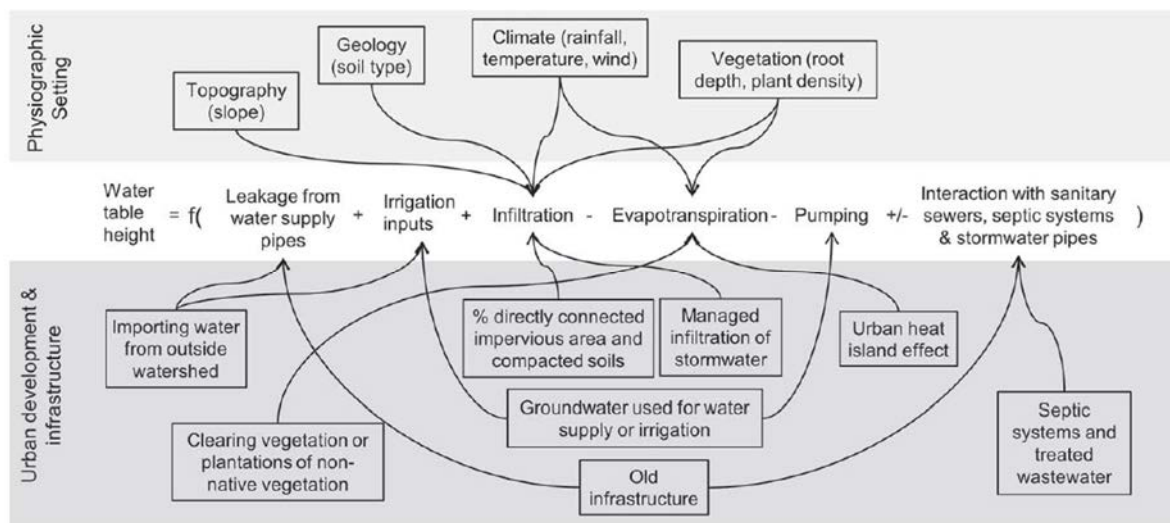 Physiographic
Setting
Topography
(slope)
Geology
(soil type)
Climate (rainfall,
temperature, wind)
Vegetation (root
depth, plant density)
Water
table
height
= f(
Leakage from
water supply
pipes
+
Irrigation
inputs
+
Infiltration
-
Evapotranspiration
-
Pumping
+/-
Interaction with sanitary
sewers, septic systems
& stormwater pipes
)
Urban development &
infrastructure
Importing water
from outside
watershed
% directly connected
impervious area and
compacted soils
Managed
infiltration of
stormwater
Urban heat
island effect
Clearing vegetation or
plantations of non-
native vegetation
Groundwater used for water
supply or irrigation
Old
infrastructure
Septic
systems and
treated
wastewater